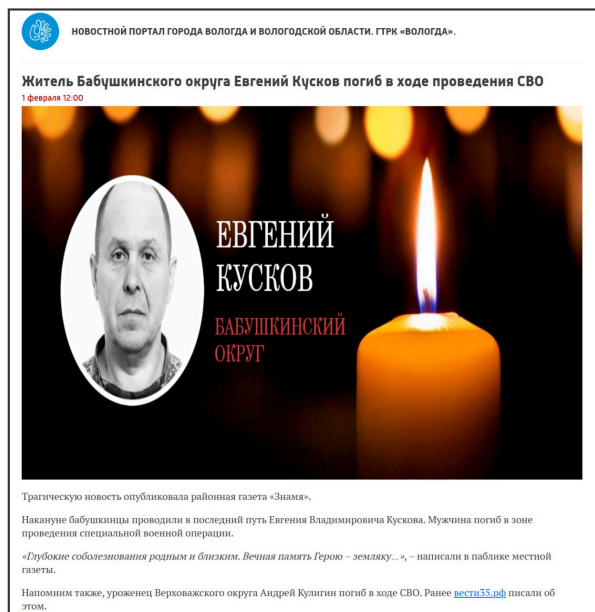 НОВОСТНОЙ ПОРТАЛ ГОРОДА ВОЛОГДА И ВОЛОГОДСКОЙ ОБЛАСТИ. ГТРК «ВОЛОГДА».
Житель Бабушкинского округа Евгений Кусков погиб в ходе проведения СВО
1 февраля 12:00
ЕВГЕНИЙ
КУСКОВ
БАБУШКИНСКИЙ
ОКРУГ
Трагическую новость опубликовала районная газета «Знамя».
Накануне бабушкинцы проводили в последний путь Евгения Владимировича Кускова. Мужчина погиб в зоне
проведения специальной военной операции.
«Глубокие соболезнования родным и близким. Вечная память Герою – земляку...», – написали в паблике местной
газеты.
Напомним также, уроженец Верховажского округа Андрей Кулигин погиб в ходе СВО. Ранее вести35.рф писали об
этом.